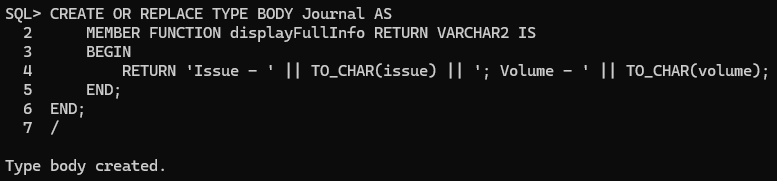 SQL> CREATE OR REPLACE TYPE BODY Journal AS
  2      MEMBER FUNCTION displayFullInfo RETURN VARCHAR2 IS
  3      BEGIN
  4          RETURN 'Issue - ' || TO_CHAR(issue) || '; Volume - ' || TO_CHAR(volume);
  5      END;
  6  END;
  7  /
Type body created.